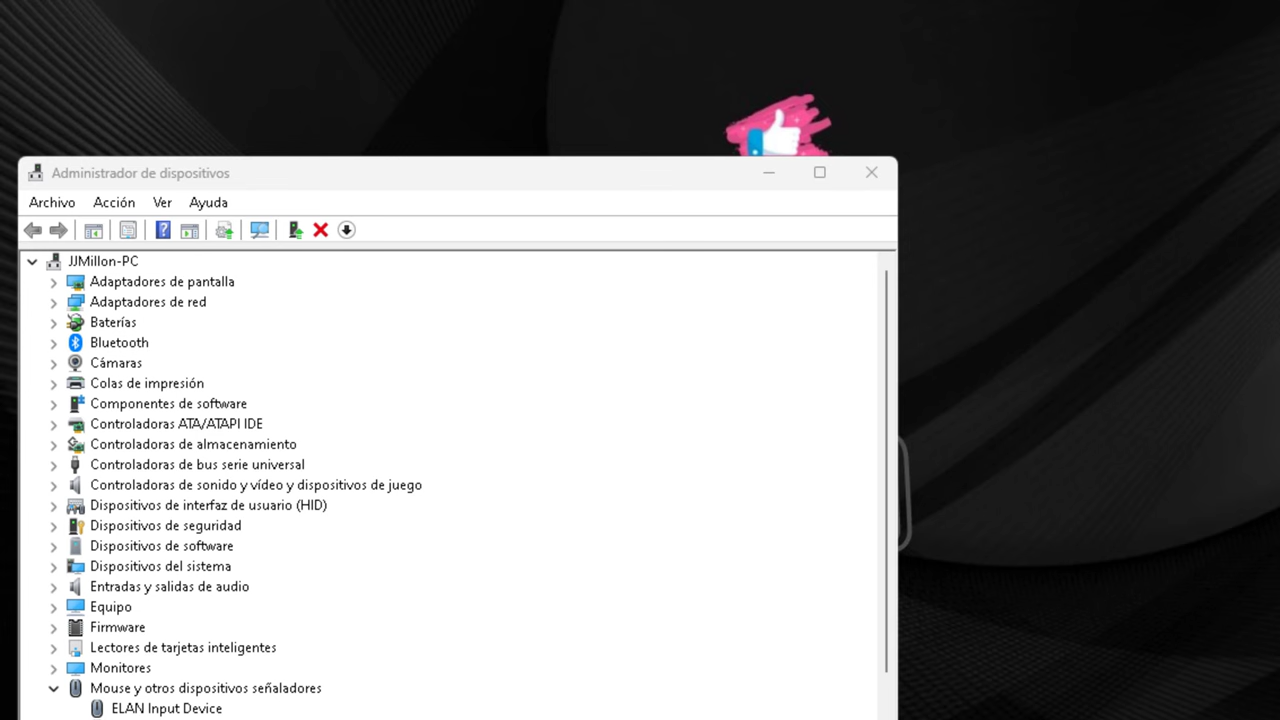 Administrador de dispositivos
Archivo Acción Ver Ayuda
JJMillon-PC
Adaptadores de pantalla
Adaptadores de red
Baterías
Bluetooth
Cámaras
Colas de impresión
Componentes de software
Controladoras ATA/ATAPI IDE
Controladoras de almacenamiento
Controladoras de bus serie universal
Controladoras de sonido y vídeo y dispositivos de juego
Dispositivos de interfaz de usuario (HID)
Dispositivos de seguridad
Dispositivos de software
Dispositivos del sistema
Entradas y salidas de audio
Equipo
Firmware
Lectores de tarjetas inteligentes
Monitores
Mouse y otros dispositivos señaladores
ELAN Input Device